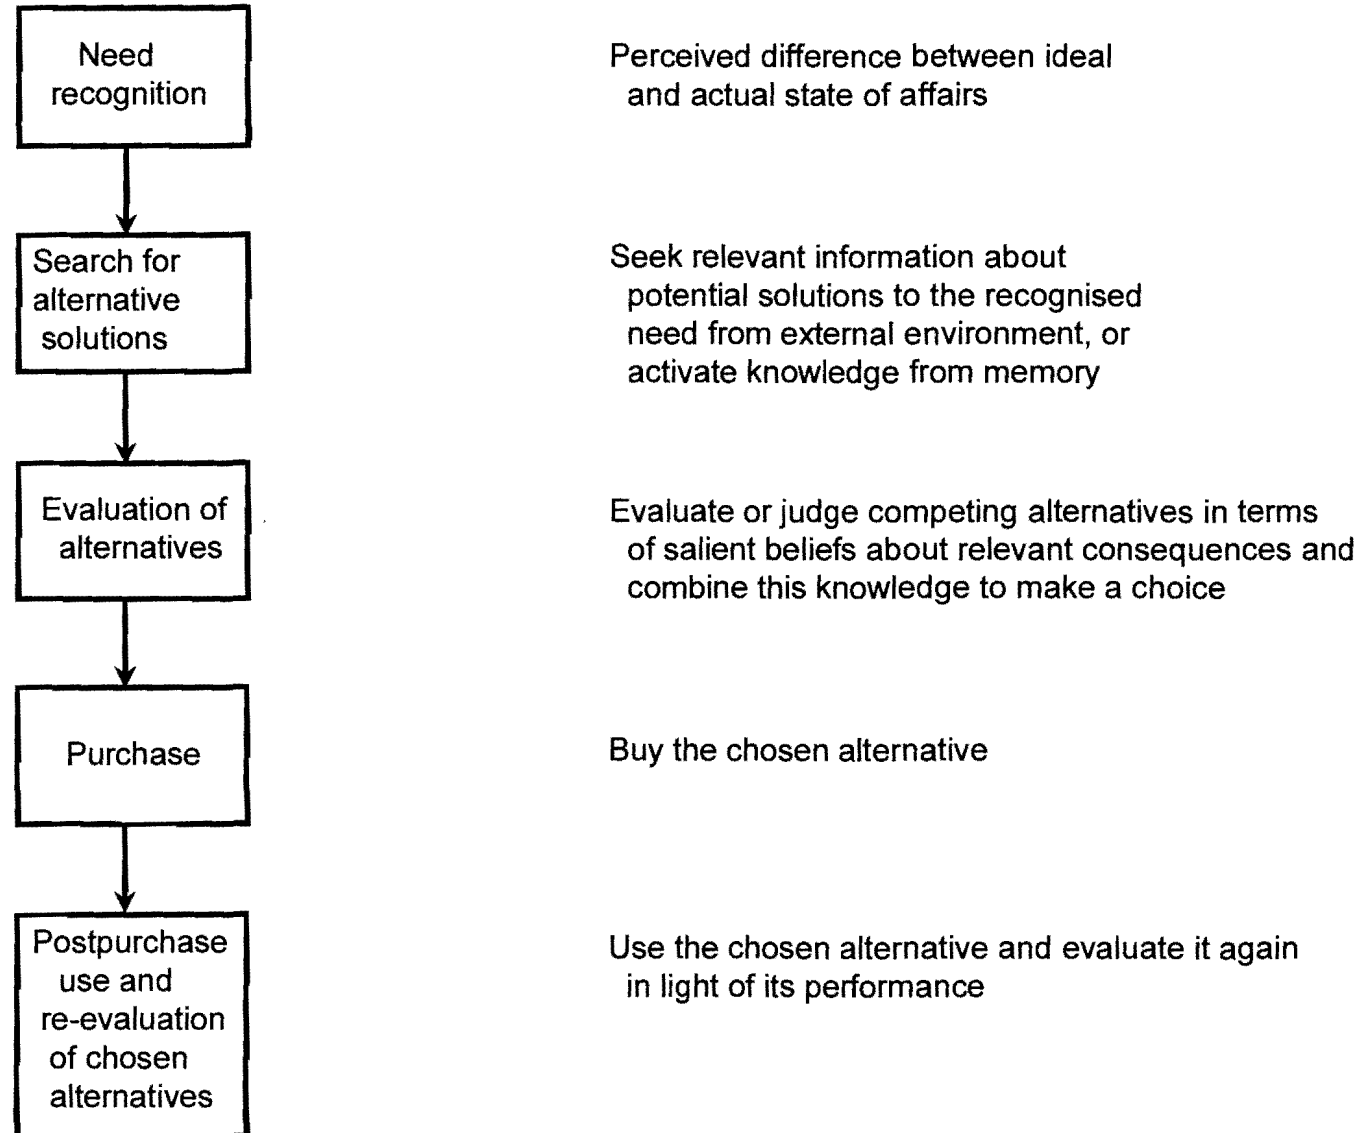 Need
recognition
Perceived difference between ideal
and actual state of affairs
Search for
alternative
solutions
Seek relevant information about
potential solutions to the recognised
need from external environment, or
activate knowledge from memory
Evaluation of
alternatives
Evaluate or judge competing alternatives in terms
of salient beliefs about relevant consequences and
combine this knowledge to make a choice
Purchase
Buy the chosen alternative
Postpurchase
use and
re-evaluation
of chosen
alternatives
Use the chosen alternative and evaluate it again
in light of its performance